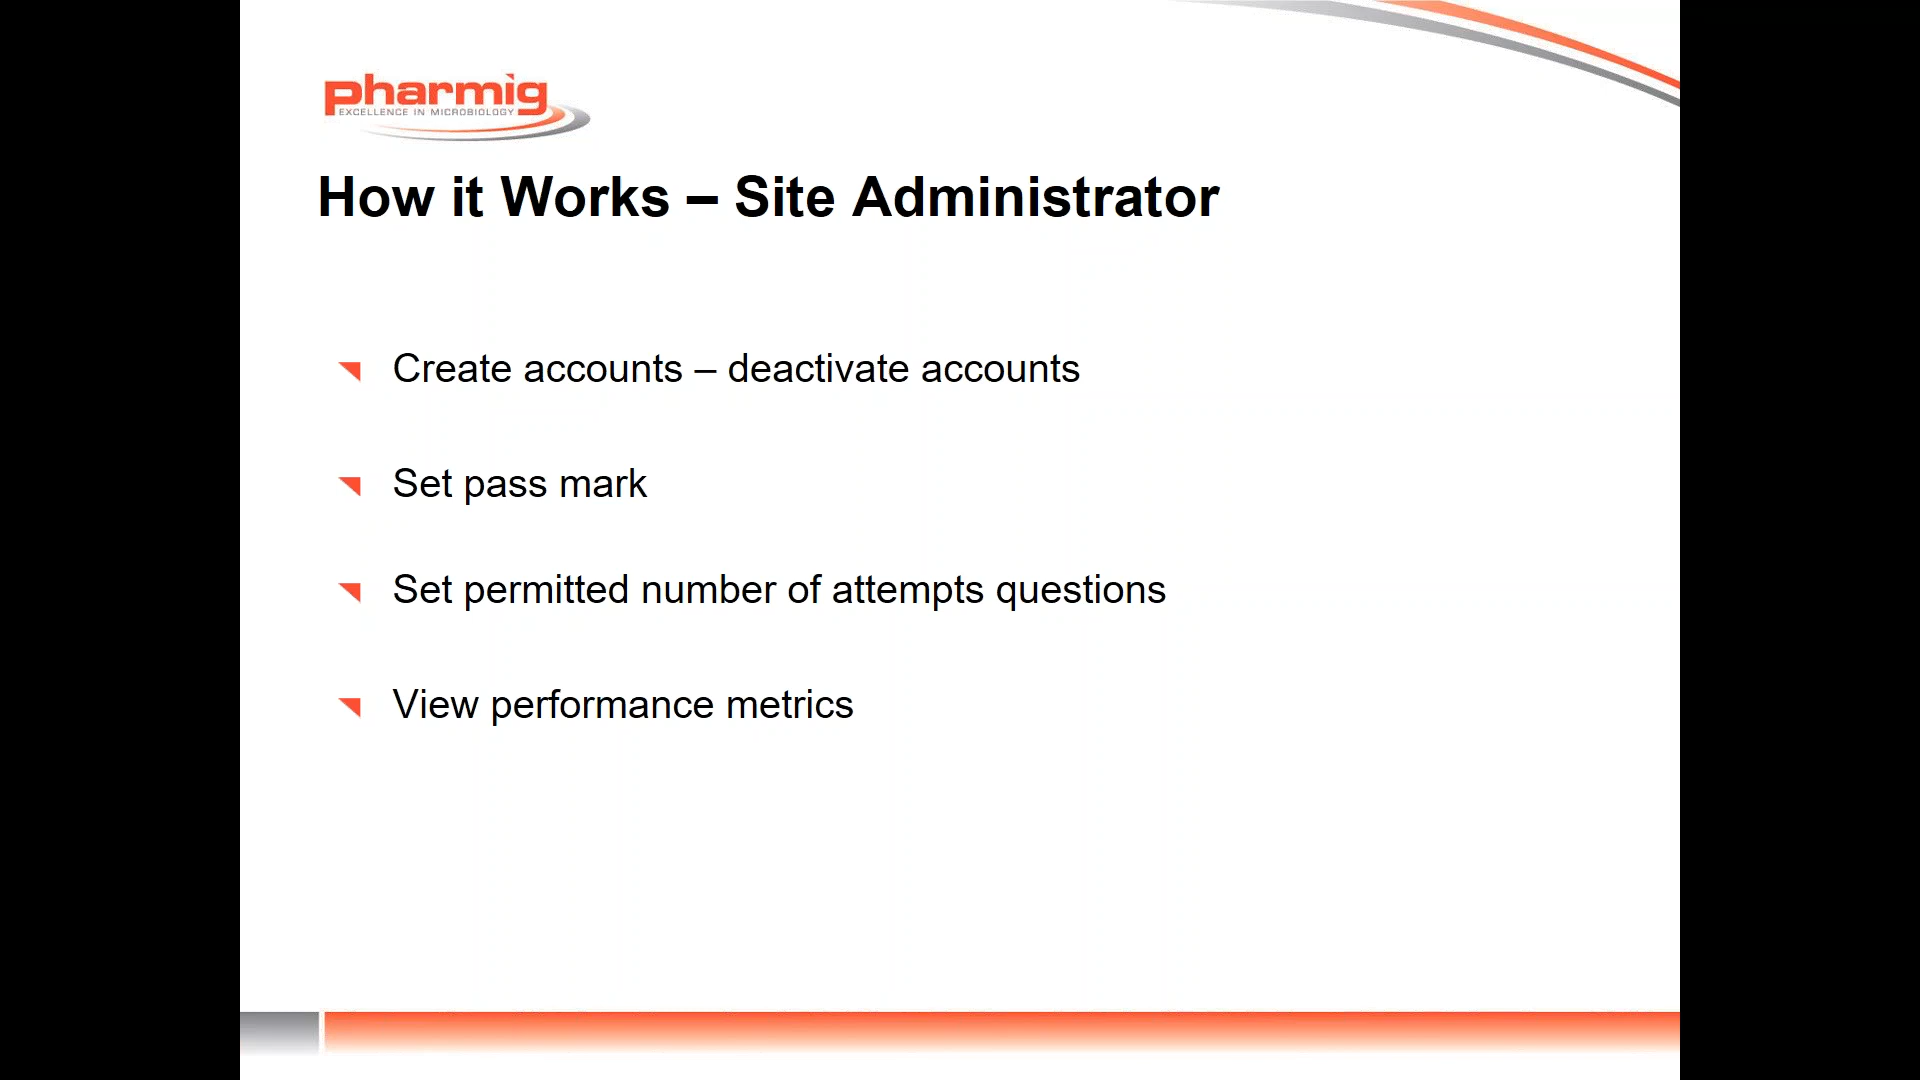 pharmig
EXCELLENCE IN MICROBIOLOGY
How it Works – Site Administrator
Create accounts – deactivate accounts
Set pass mark
Set permitted number of attempts questions
View performance metrics